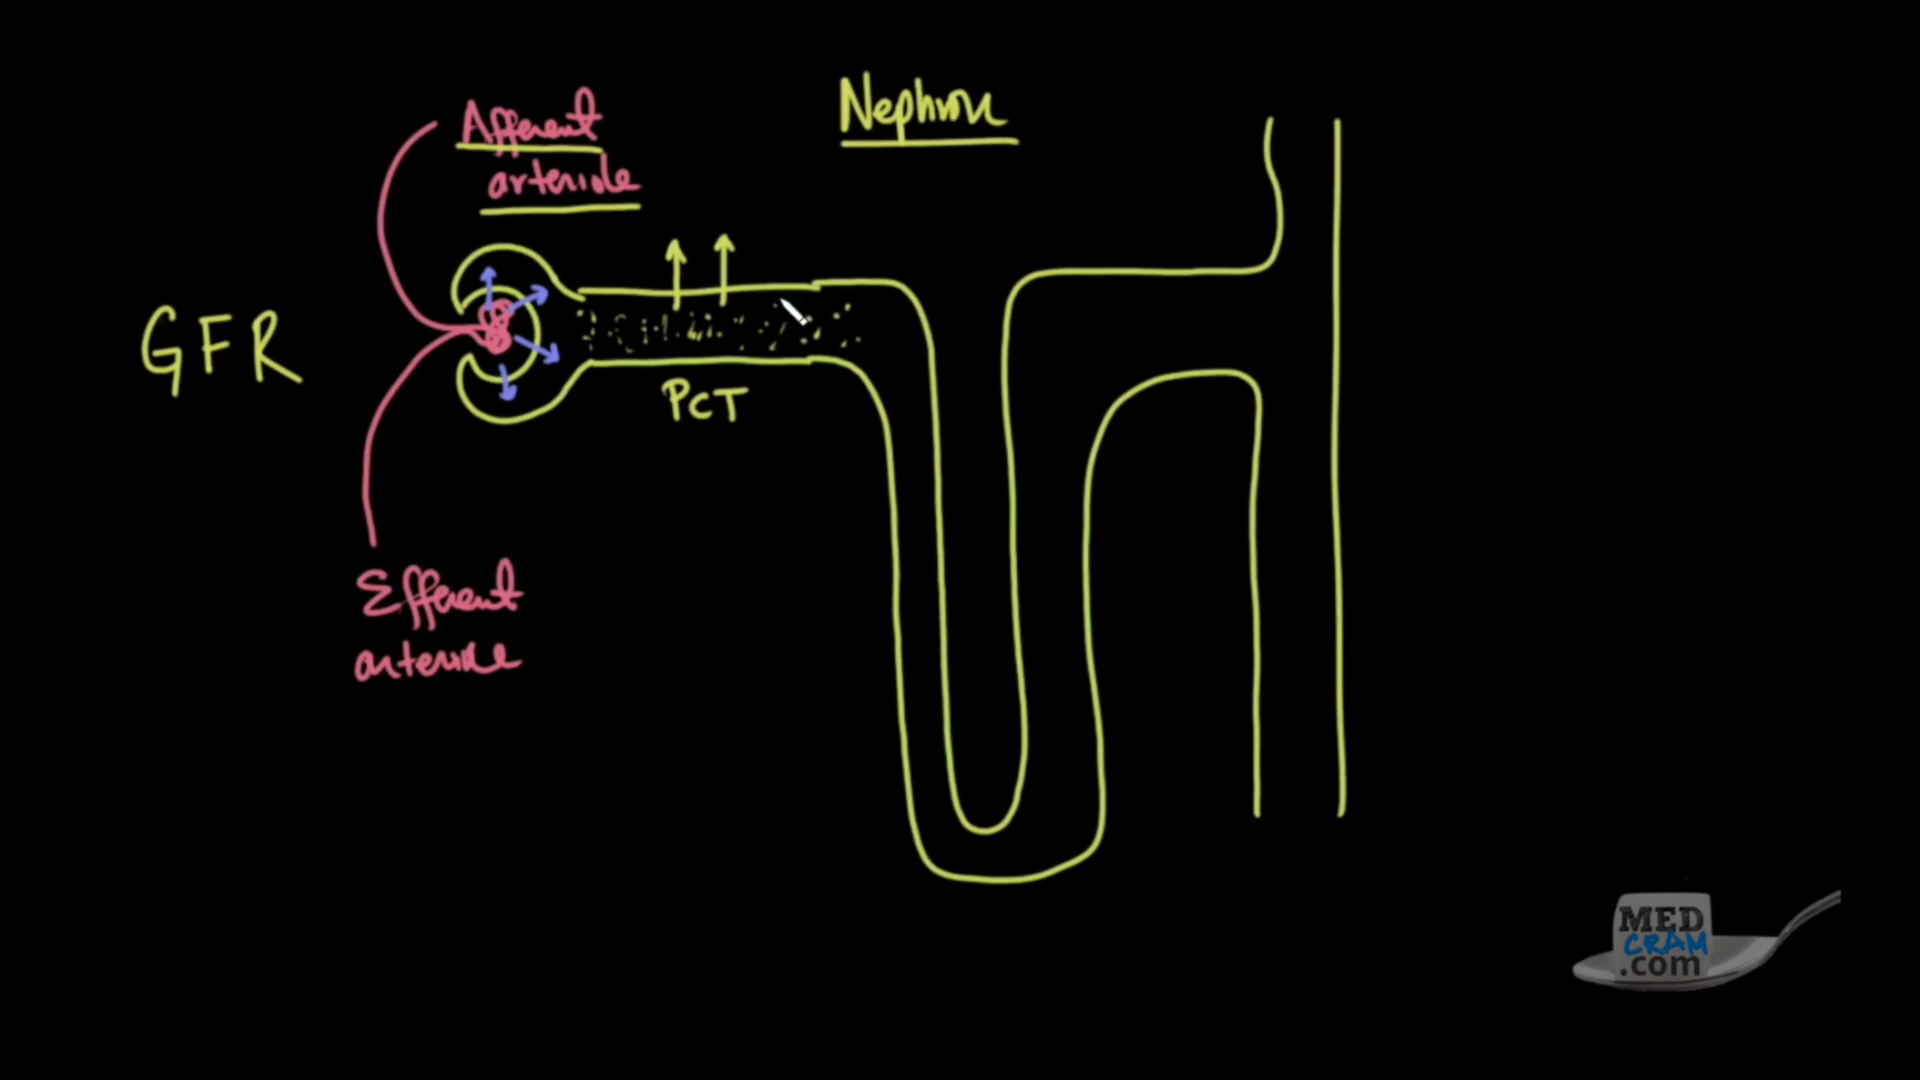 Nephron
Afferent
arteriole
GFR
PCT
Efferent
arteriole
MED
CRAM
.com